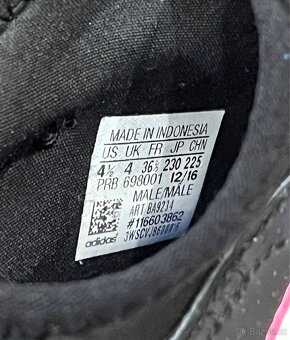 MADE IN INDONESIA
US UK FR JP CHN
4½ 4 36⅔ 230 225
PRB 698001 12/16
MALE/MALE
ART BA9234
#116603862
adidas